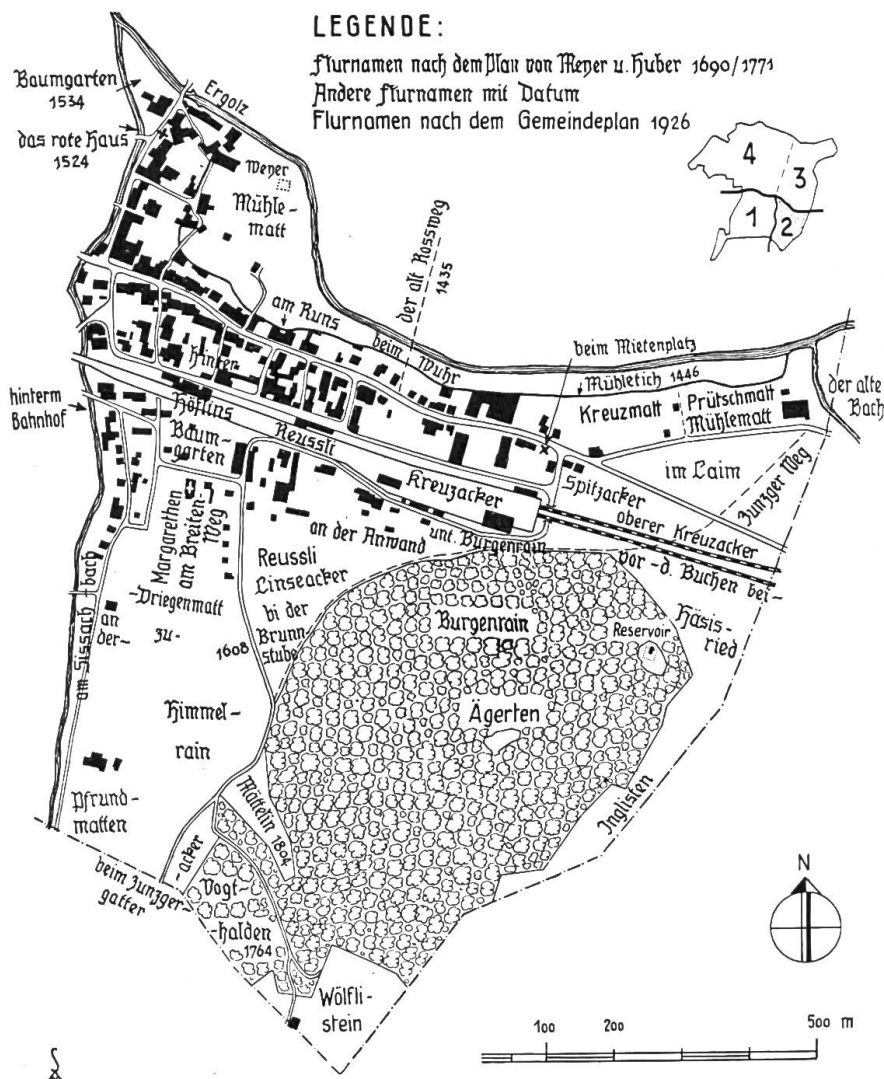 LEGENDE:
Flurnamen nach dem Plan von Meyer u. Huber 1690/1771
Andere Flurnamen mit Datum
Flurnamen nach dem Gemeindeplan 1926
Baumgarten
1534
Ergolz
das rote Haus
1524
Weyer
Mühle-
matt
4
3
1
2
der alt Rossweg
1435
am Runs
beim Wuhr
beim Mietenplatz
Mühletich 1446
Hinter
hinterm
Bahnhof
Höflins
Baum-
garten
Reussli
Kreuzmatt
Prütschmatt
Mühlematt
der alte
Bach
im Laim
Zunzger Weg
Kreuzacker
Spitzacker
oberer Kreuzacker
an der Anwand
unt. Burgenrain
vor -d. Buchen bei-
Margarethen
am Breiten-
Weg
Reussli
Linseacker
bi der
Brunn-
stube
-Driegenmatt
zu-
am Sissach-bach
an
der-
1608
Burgenrain
Reservoir
Häsis-
ried
Ägerten
Himmel-
rain
Pfrund-
matten
Mattelin 1804
-acker
beim Zunzger-
gatter
Inglisten
Vogt-
-halden
1764
Wölfli-
stein
N
100
200
500 m